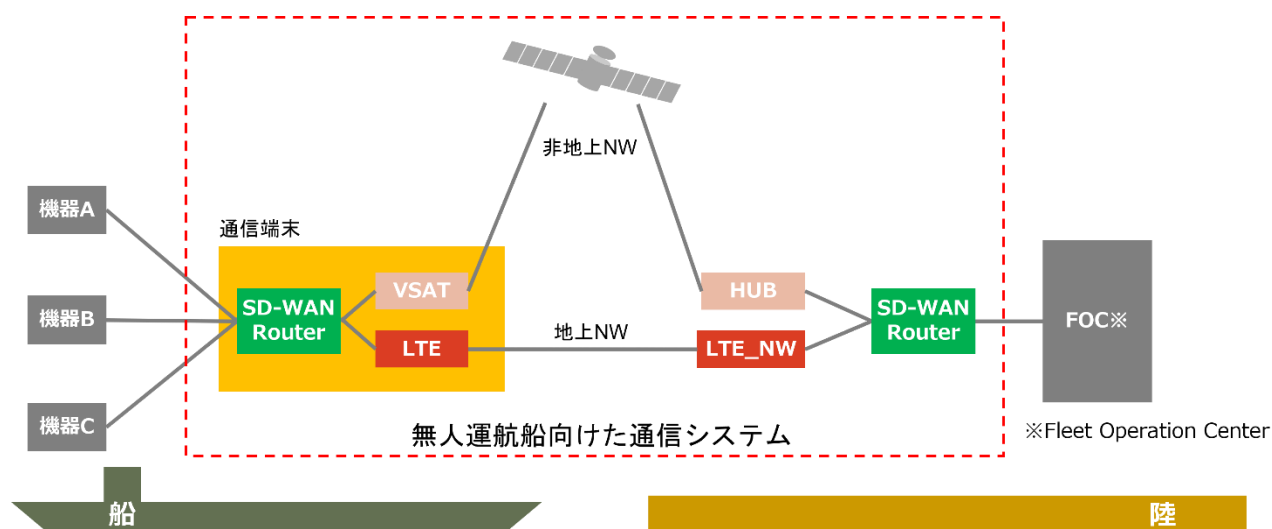 非地上NW
機器A
通信端末
VSAT
HUB
SD-WAN
Router
SD-WAN
Router
機器B
FOC※
地上NW
LTE
LTE_NW
機器C
無人運航船向けた通信システム
※Fleet Operation Center
船
陸